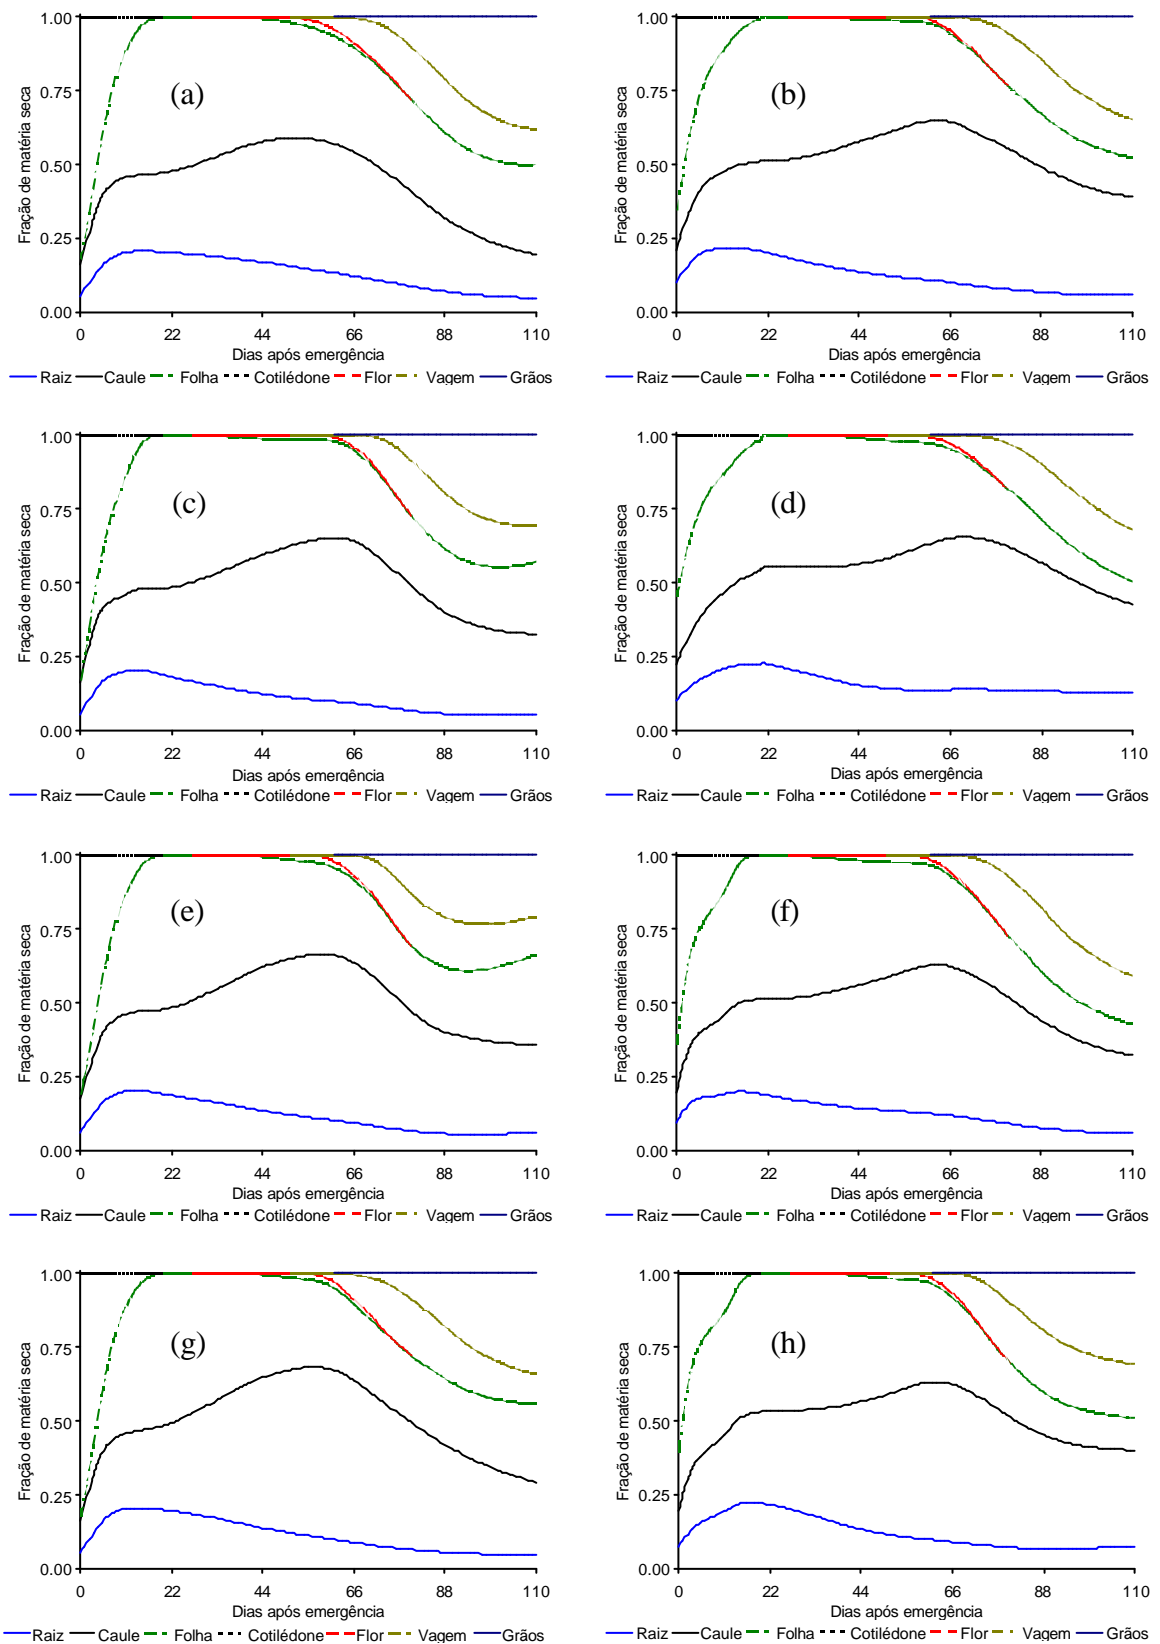 1.00
0.75
0.50
0.25
0.00
Fração de matéria seca
(a)
0 22 44 66 88 110
Dias após emergência
Raiz Caule Folha Cotilédone Flor Vagem Grãos
1.00
0.75
0.50
0.25
0.00
Fração de matéria seca
(b)
0 22 44 66 88 110
Dias após emergência
Raiz Caule Folha Cotilédone Flor Vagem Grãos
1.00
0.75
0.50
0.25
0.00
Fração de matéria seca
(c)
0 22 44 66 88 110
Dias após emergência
Raiz Caule Folha Cotilédone Flor Vagem Grãos
1.00
0.75
0.50
0.25
0.00
Fração de matéria seca
(d)
0 22 44 66 88 110
Dias após emergência
Raiz Caule Folha Cotilédone Flor Vagem Grãos
1.00
0.75
0.50
0.25
0.00
Fração de matéria seca
(e)
0 22 44 66 88 110
Dias após emergência
Raiz Caule Folha Cotilédone Flor Vagem Grãos
1.00
0.75
0.50
0.25
0.00
Fração de matéria seca
(f)
0 22 44 66 88 110
Dias após emergência
Raiz Caule Folha Cotilédone Flor Vagem Grãos
1.00
0.75
0.50
0.25
0.00
Fração de matéria seca
(g)
0 22 44 66 88 110
Dias após emergência
Raiz Caule Folha Cotilédone Flor Vagem Grãos
1.00
0.75
0.50
0.25
0.00
Fração de matéria seca
(h)
0 22 44 66 88 110
Dias após emergência
Raiz Caule Folha Cotilédone Flor Vagem Grãos